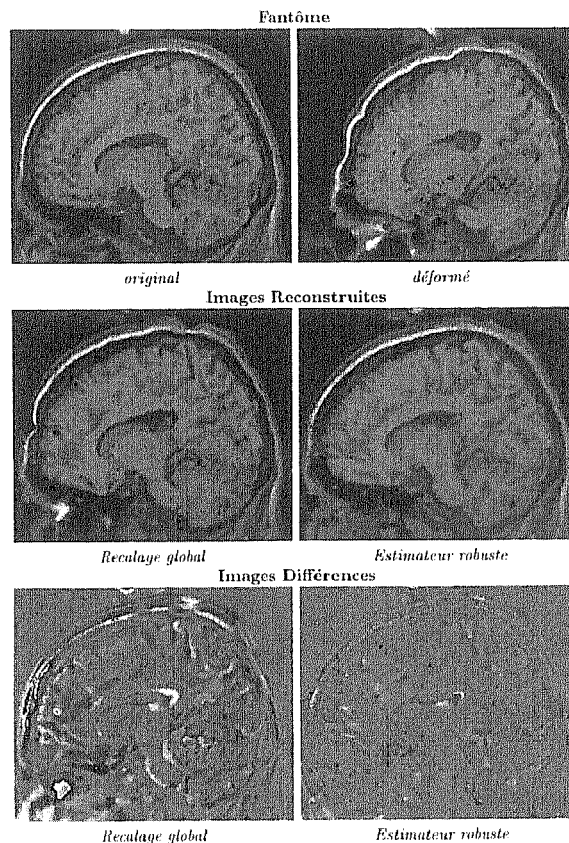 Fantôme
original déformé
Images Reconstruites
Recalage global Estimateur robuste
Images Différences
Recalage global Estimateur robuste